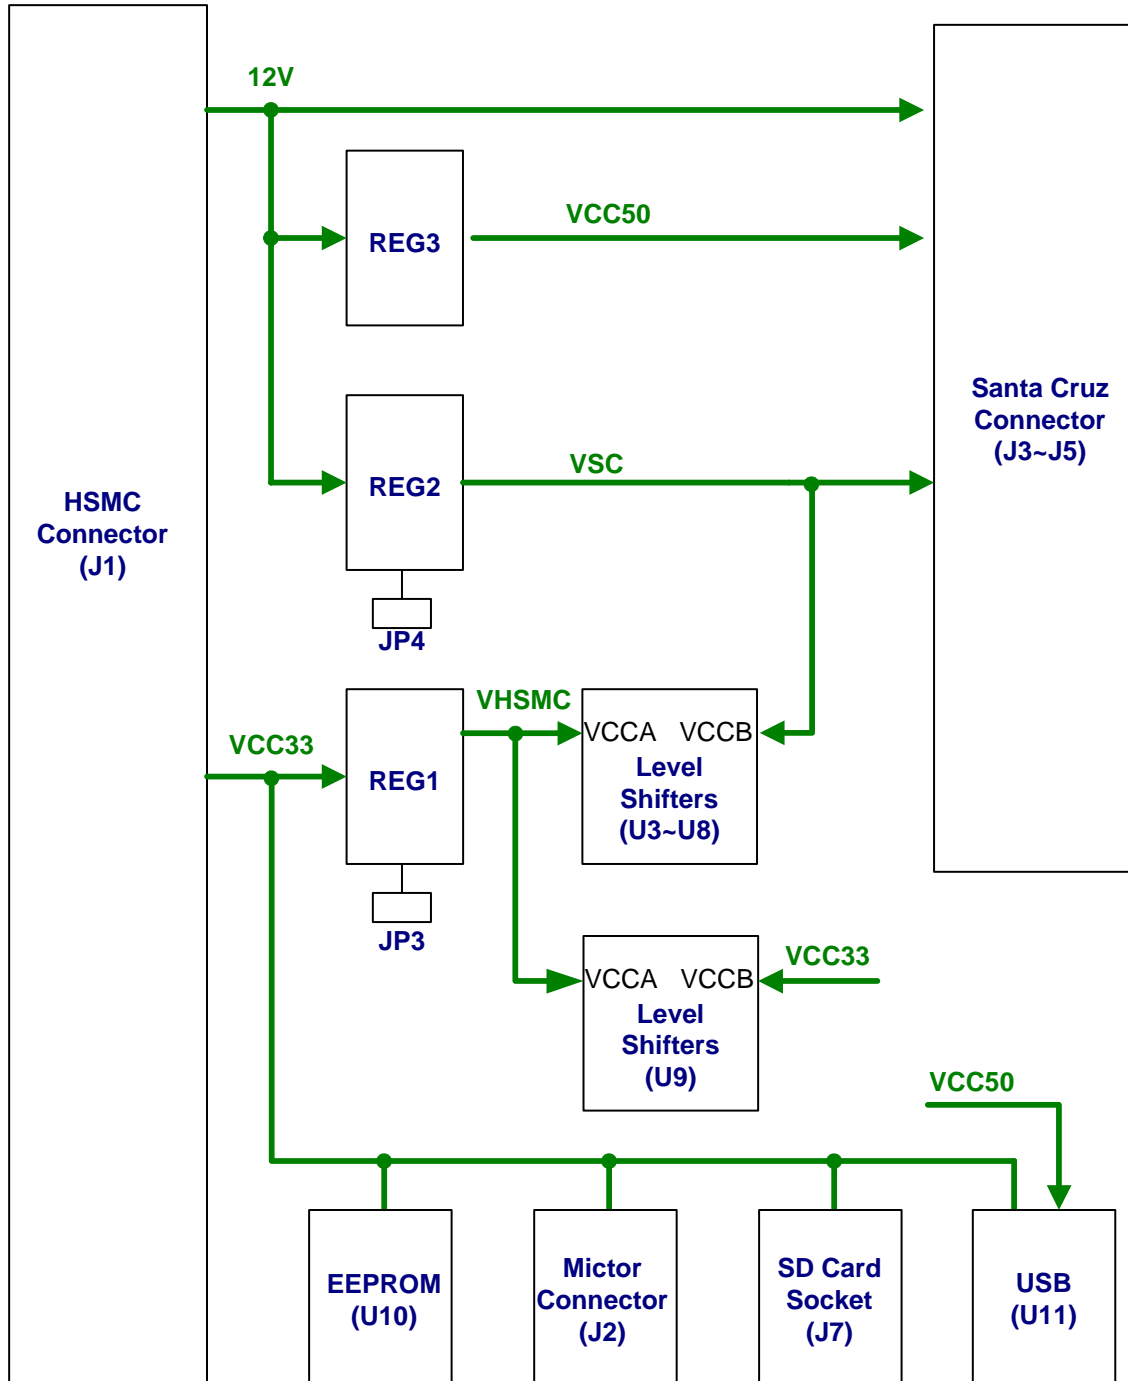 12V
REG3
VCC50
HSMC
Connector
(J1)
REG2
VSC
JP4
Santa Cruz
Connector
(J3~J5)
VCC33
REG1
JP3
VHSMC
VCCA VCCB
Level
Shifters
(U3~U8)
VCCA VCCB
Level
Shifters
(U9)
VCC33
VCC50
EEPROM
(U10)
Mictor
Connector
(J2)
SD Card
Socket
(J7)
USB
(U11)